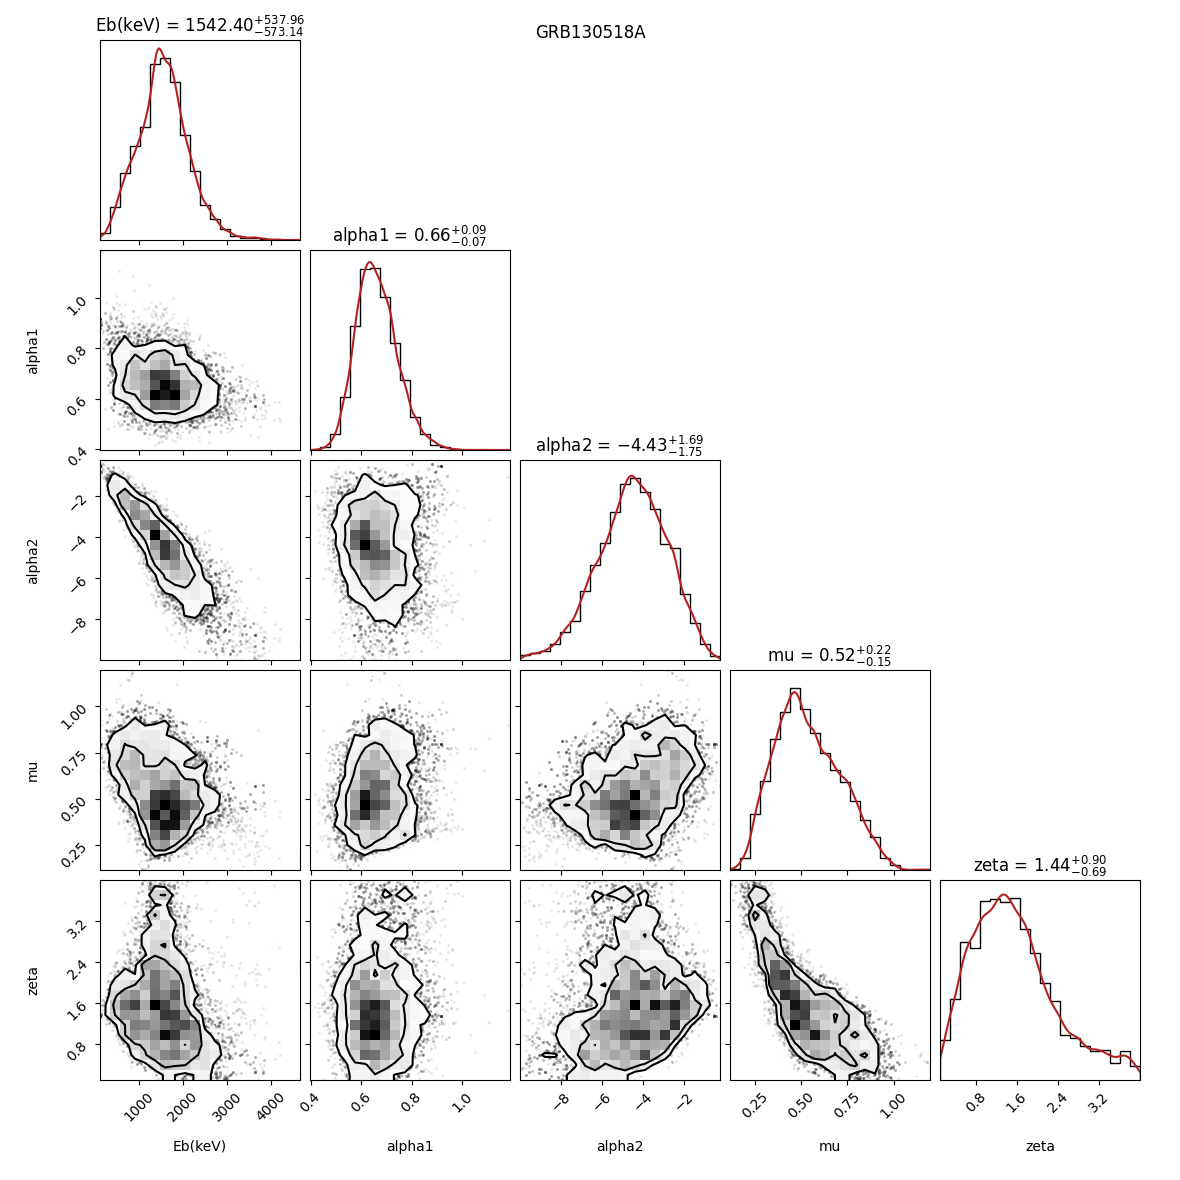 Eb(keV) = 1542.40+537.96−573.14
GRB130518A
alpha1 = 0.66+0.09−0.07
alpha1
1.0
0.8
0.6
0.4
alpha2 = −4.43+1.69−1.75
alpha2
−2
−4
−6
−8
mu = 0.52+0.22−0.15
mu
1.00
0.75
0.50
0.25
zeta = 1.44+0.90−0.69
zeta
3.2
2.4
1.6
0.8
1000 2000 3000 4000 0.4 0.6 0.8 1.0 −8 −6 −4 −2 0.25 0.50 0.75 1.00 0.8 1.6 2.4 3.2
Eb(keV) alpha1 alpha2 mu zeta